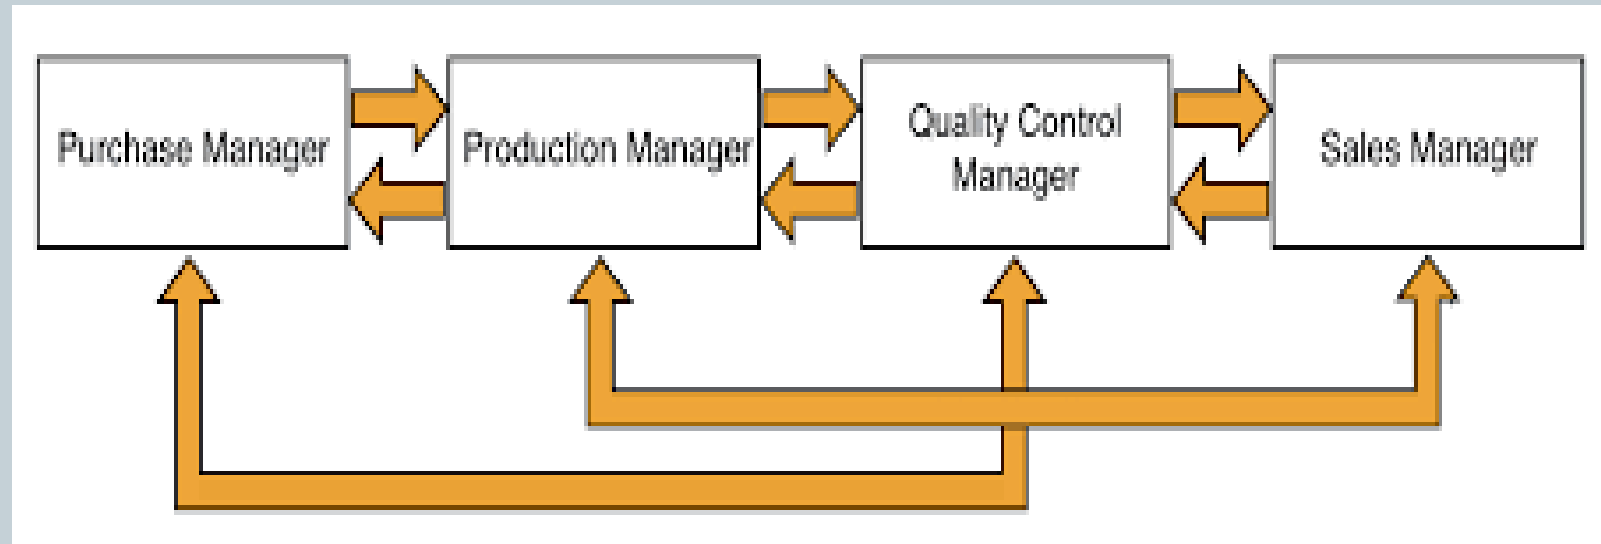 Purchase Manager
Production Manager
Quality Control
Manager
Sales Manager